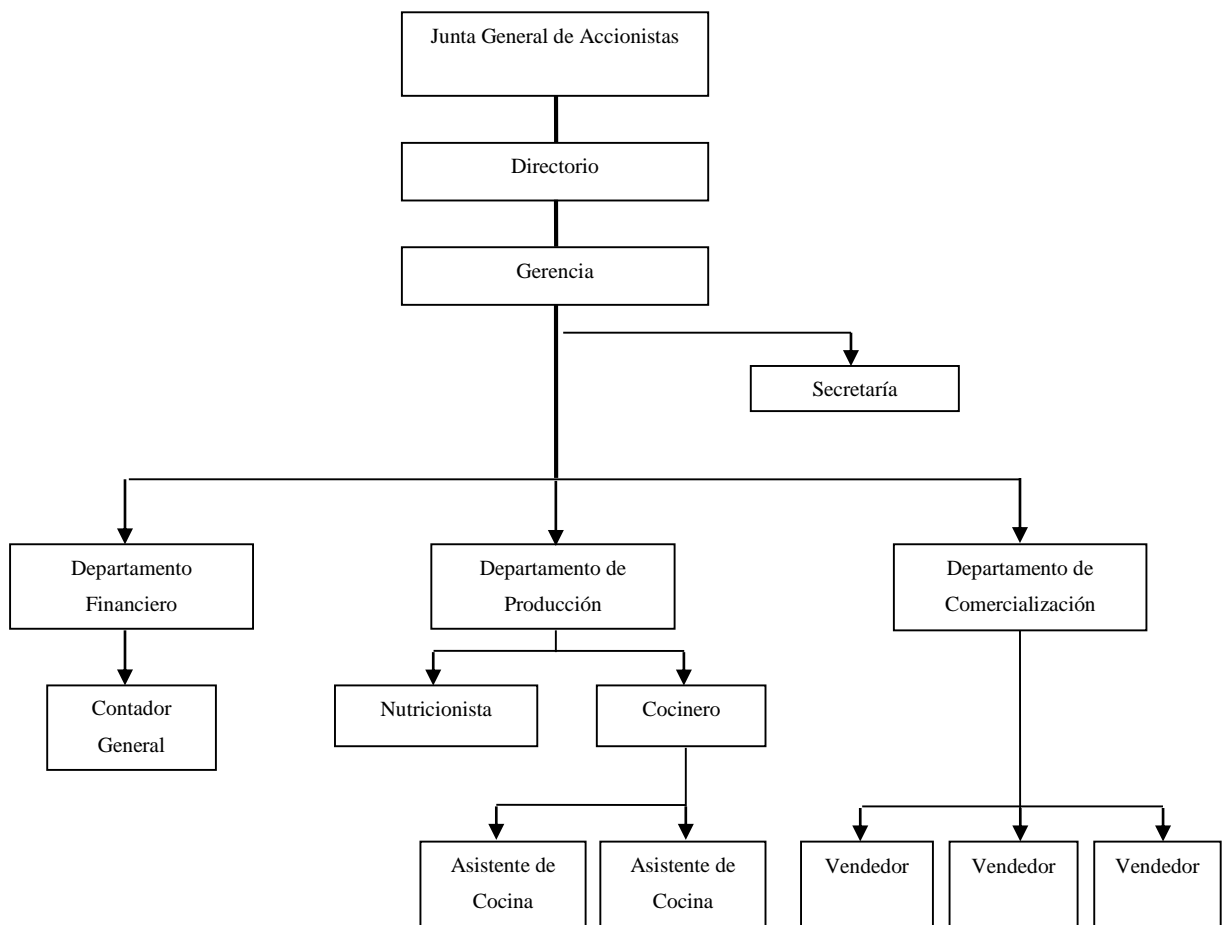 Junta General de Accionistas
Directorio
Gerencia
Secretaría
Departamento
Financiero
Departamento de
Producción
Departamento de
Comercialización
Contador
General
Nutricionista
Cocinero
Asistente de
Cocina
Asistente de
Cocina
Vendedor
Vendedor
Vendedor